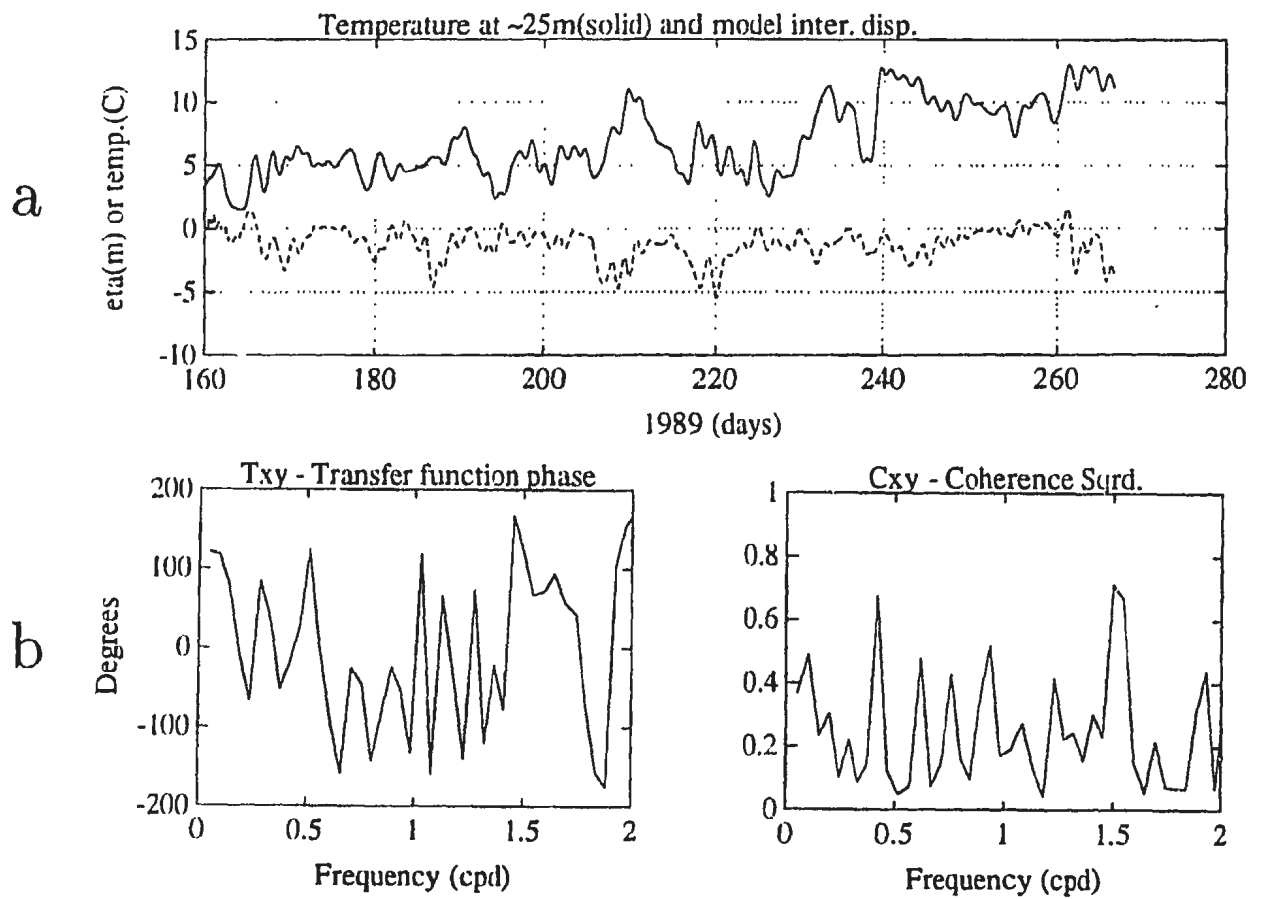 Temperature at ~25m(solid) and model inter. disp.
15
10
5
0
-5
-10
eta(m) or temp.(C)
a
160 180 200 220 240 260 280
1989 (days)
Txy - Transfer function phase
200
100
0
-100
-200
Degrees
b
0 0.5 1 1.5 2
Frequency (cpd)
Cxy - Coherence Sqrd.
1
0.8
0.6
0.4
0.2
0
0 0.5 1 1.5 2
Frequency (cpd)